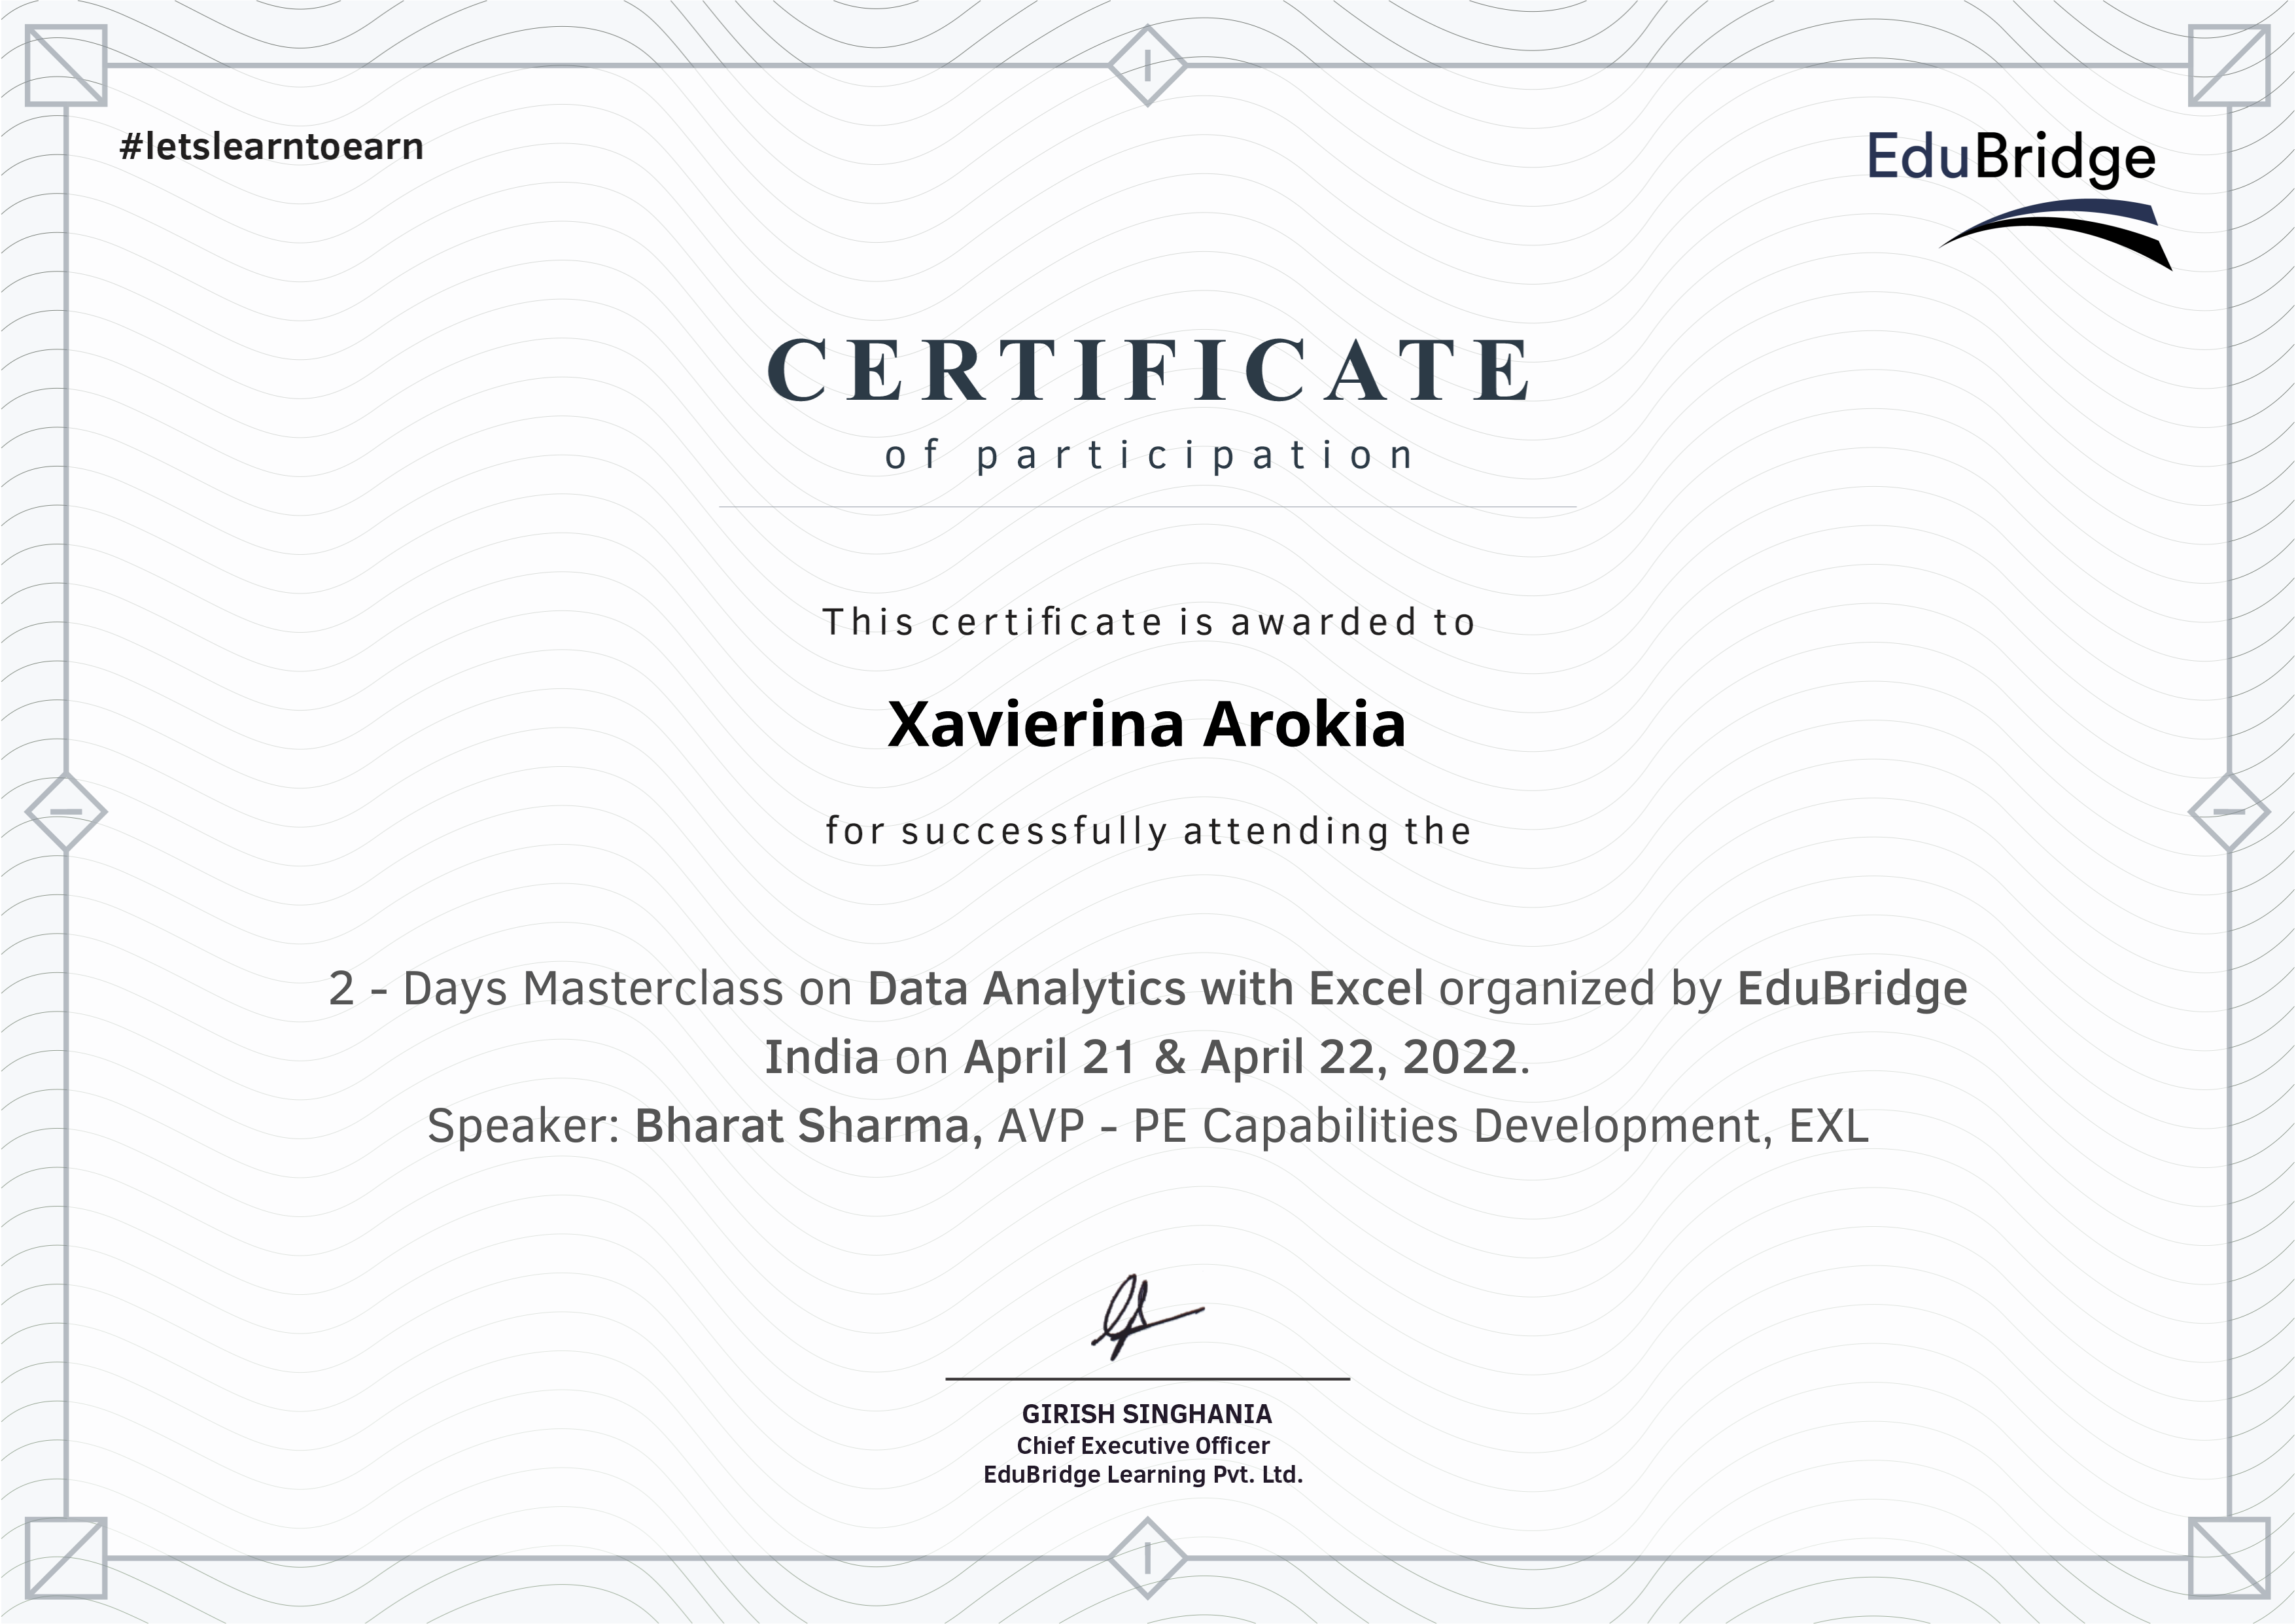 #letslearntoearn
EduBridge
CERTIFICATE
of participation
This certificate is awarded to
Xavierina Arokia
for successfully attending the
2 - Days Masterclass on Data Analytics with Excel organized by EduBridge
India on April 21 & April 22, 2022.
Speaker: Bharat Sharma, AVP - PE Capabilities Development, EXL
GIRISH SINGHANIA
Chief Executive Officer
EduBridge Learning Pvt. Ltd.